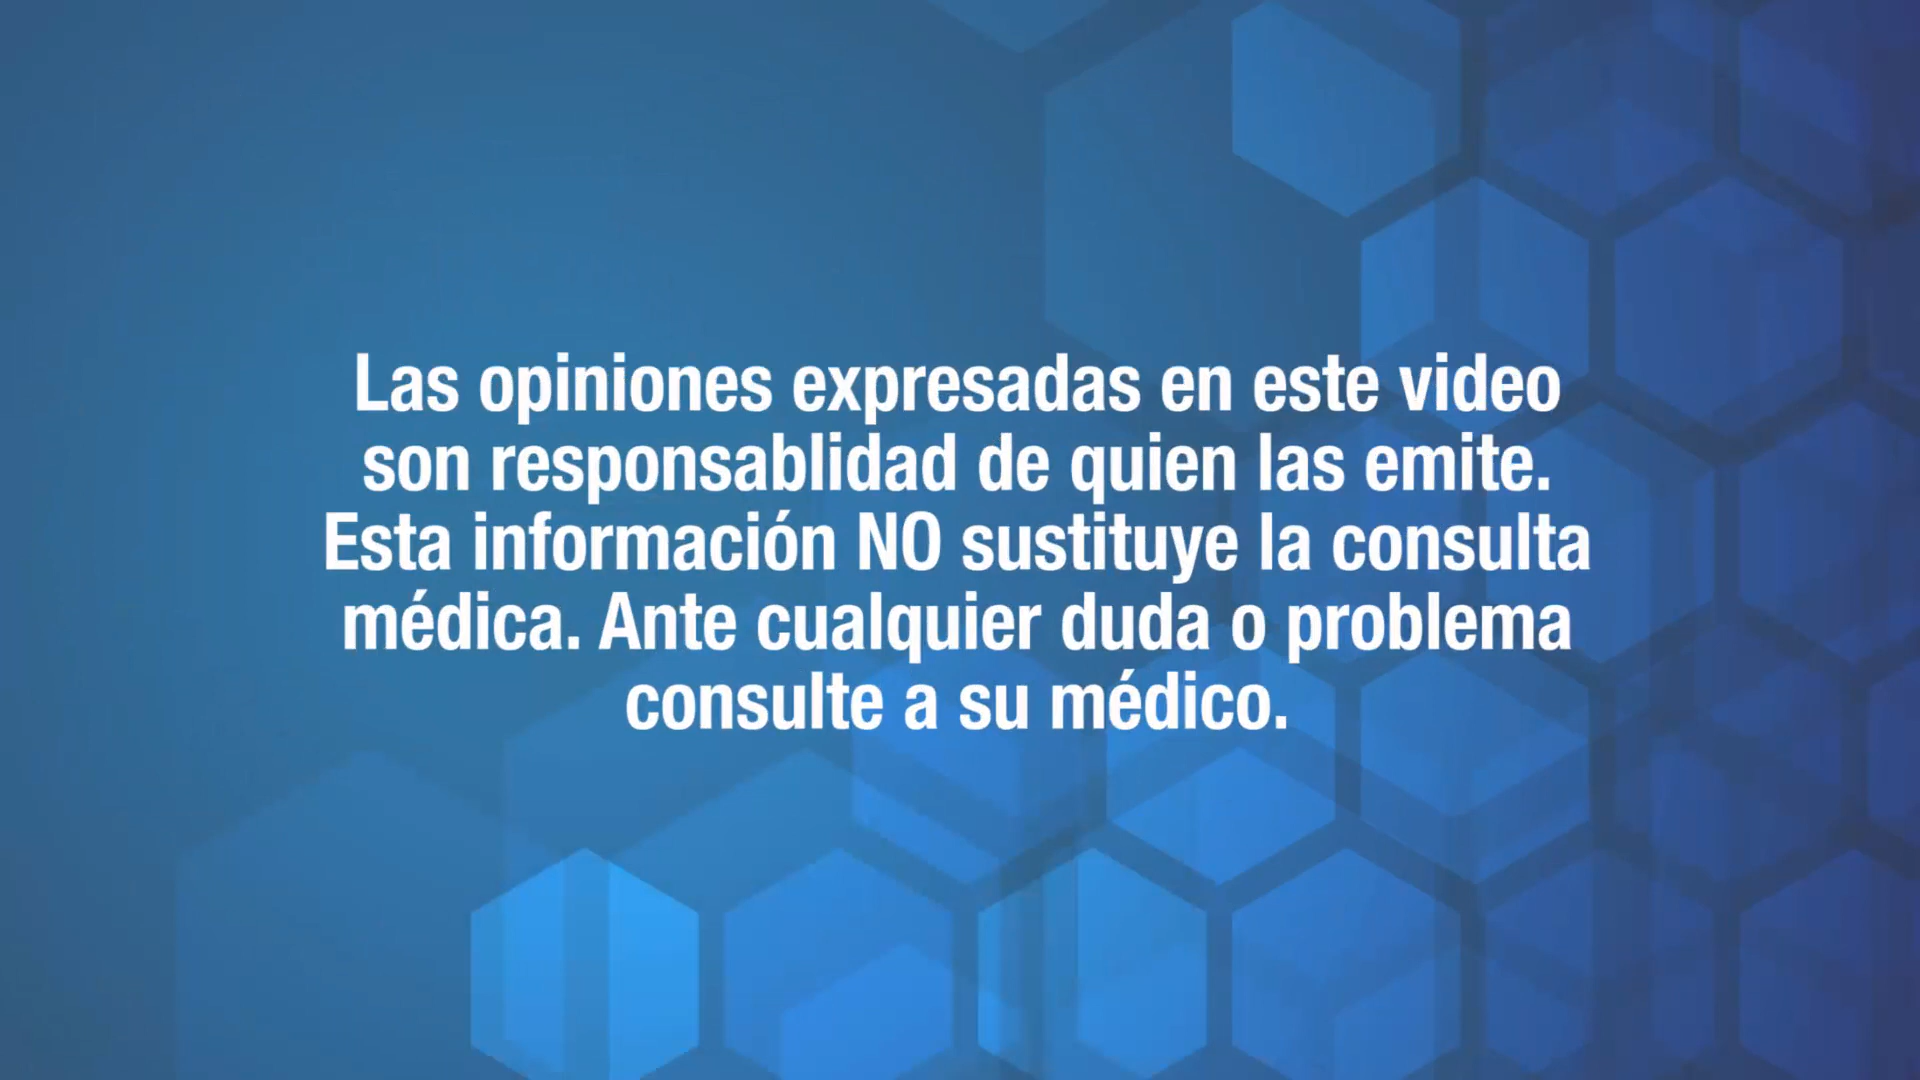 Las opiniones expresadas en este video
son responsablidad de quien las emite.
Esta información NO sustituye la consulta
médica. Ante cualquier duda o problema
consulte a su médico.